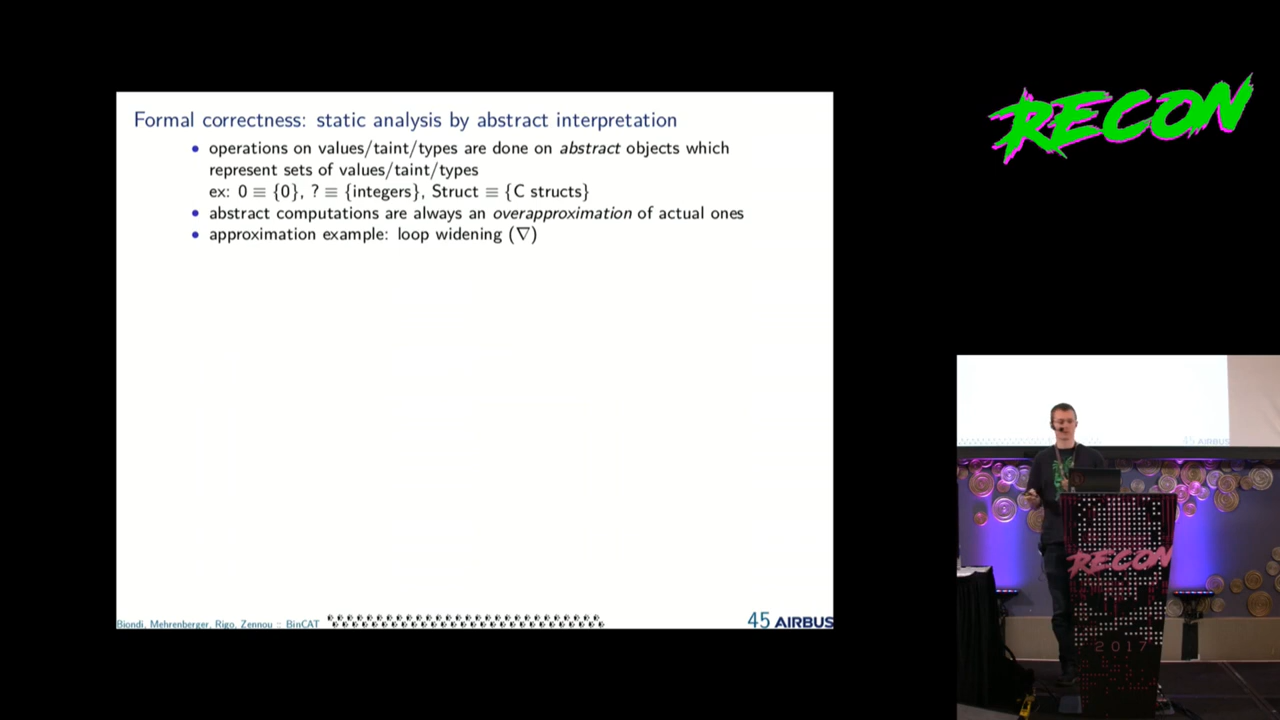 Formal correctness: static analysis by abstract interpretation
• operations on values/taint/types are done on abstract objects which
represent sets of values/taint/types
ex: 0 ≡ {0}, ? ≡ {integers}, Struct ≡ {C structs}
• abstract computations are always an overapproximation of actual ones
• approximation example: loop widening (∇)
Biondi, Mehrenberger, Rigo, Zennou :: BinCAT
45 AIRBUS
RECON
45 AIRBUS
RECON
2017